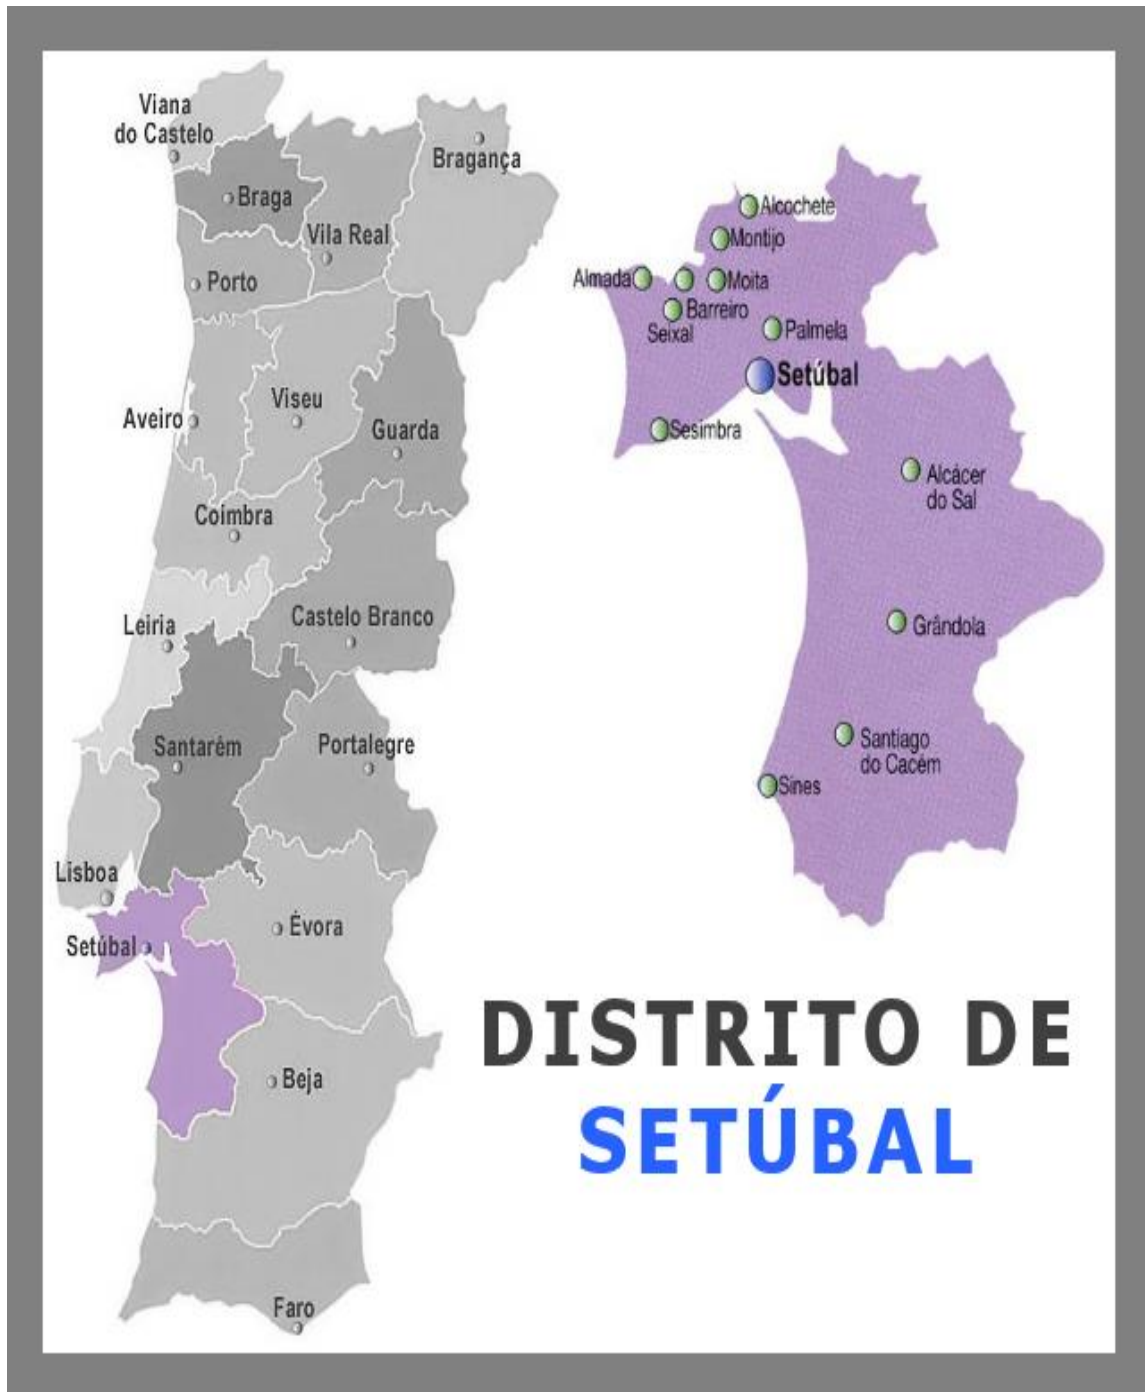 Viana
do Castelo
Bragança
Braga
Vila Real
Porto
Aveiro
Viseu
Guarda
Coimbra
Leiria
Castelo Branco
Santarém
Portalegre
Lisboa
Évora
Setúbal
Beja
Faro
Alcochete
Montijo
Almada
Moita
Barreiro
Seixal
Palmela
Setúbal
Sesimbra
Alcácer
do Sal
Grândola
Santiago
do Cacém
Sines
DISTRITO DE
SETÚBAL